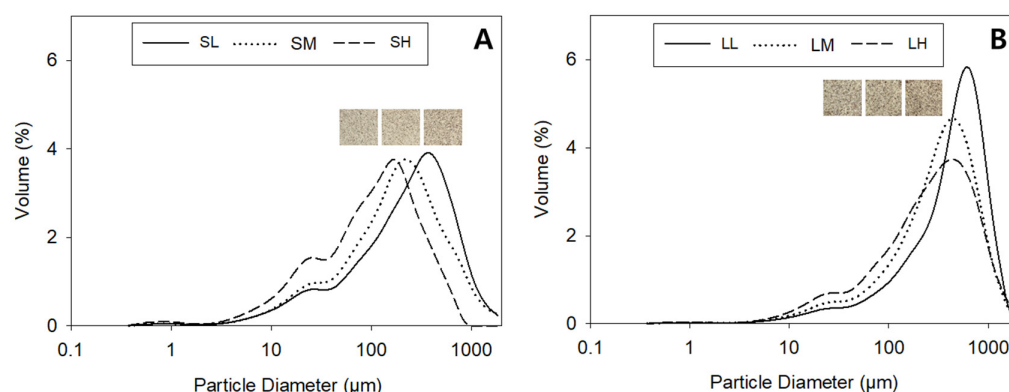 SL SM SH
A
6
4
2
0
Volume (%)
0.1 1 10 100 1000
Particle Diameter (µm)
LL LM LH
B
6
4
2
0
Volume (%)
0.1 1 10 100 1000
Particle Diameter (µm)